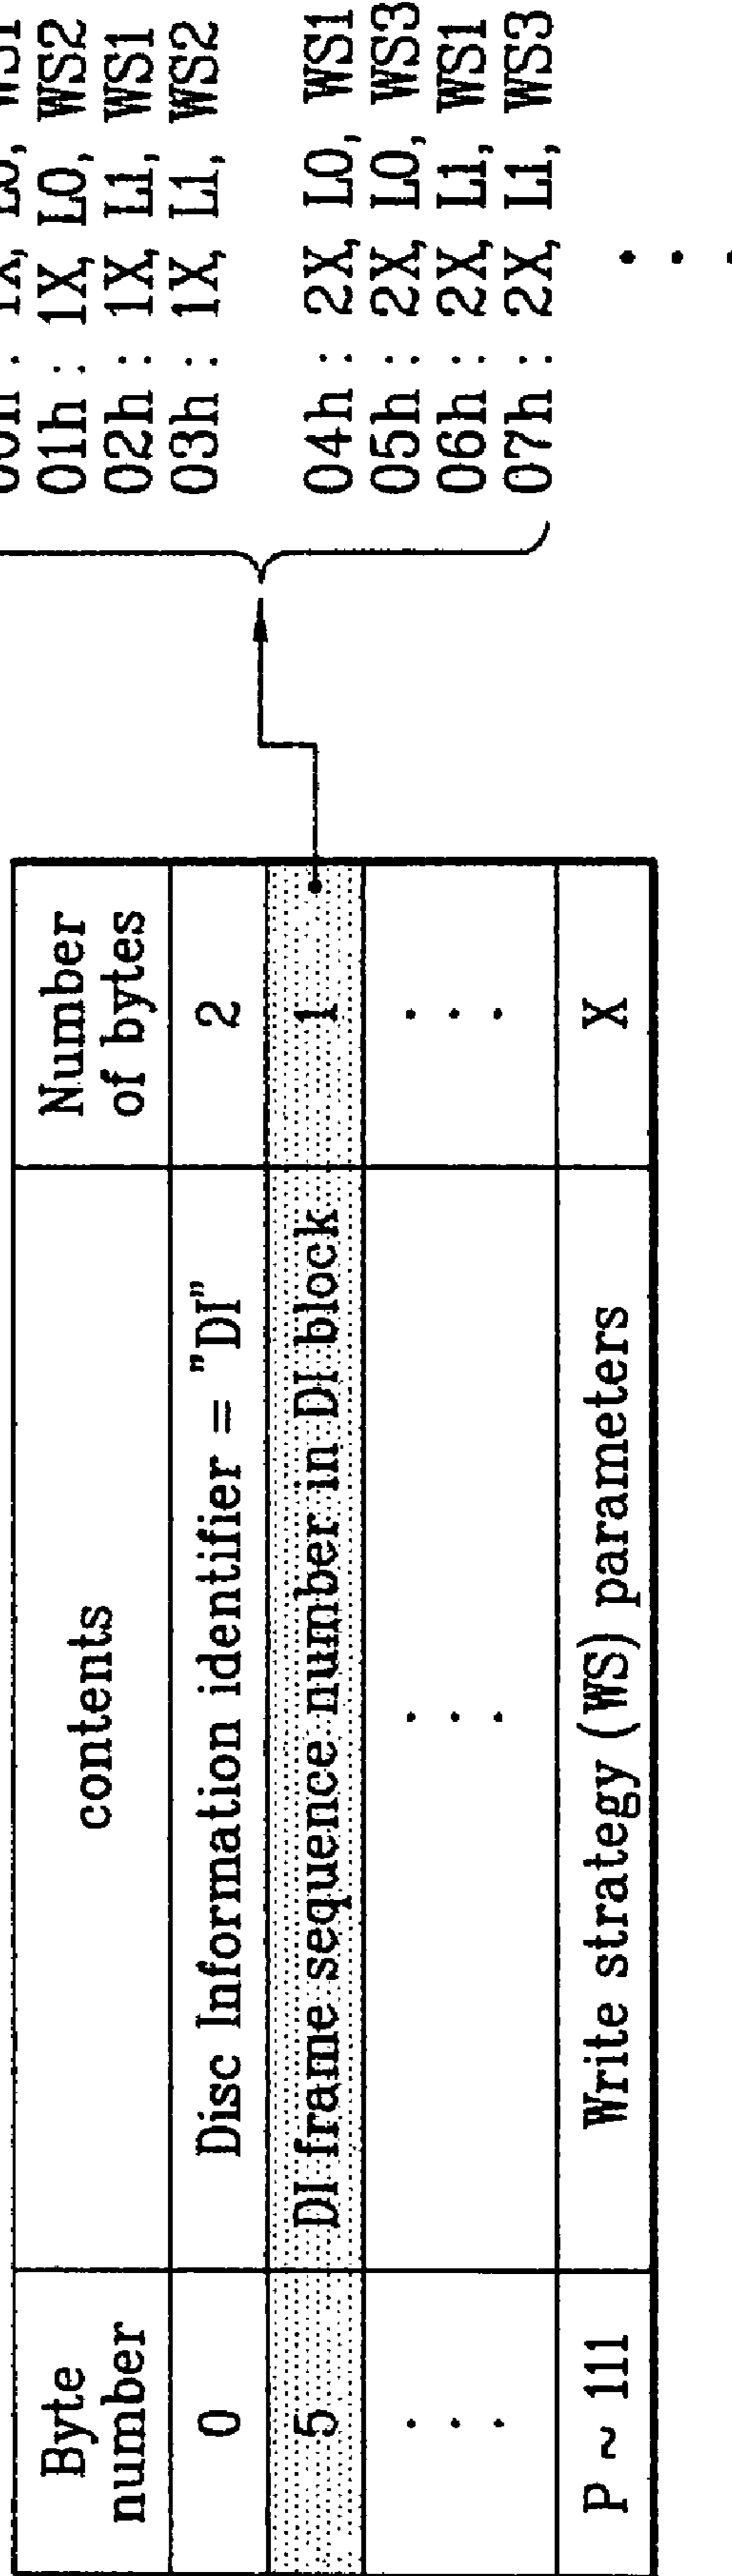 Byte number | contents | Number of bytes
0 | Disc Information identifier = "DI" | 2
5 | DI frame sequence number in DI block | 1
. . . | . . . | . . .
P ~ 111 | Write strategy (WS) parameters | X
01h : 1X, L0, WS2
02h : 1X, L1, WS1
03h : 1X, L1, WS2
04h : 2X, L0, WS1
05h : 2X, L0, WS3
06h : 2X, L1, WS1
07h : 2X, L1, WS3
. . .